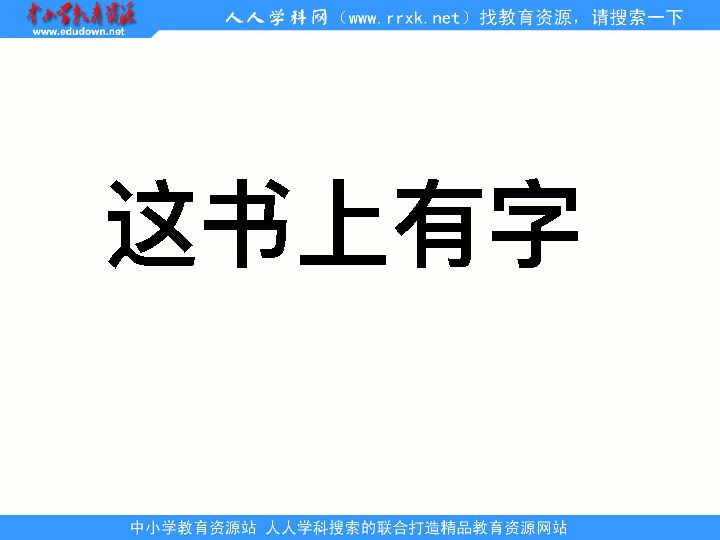 中小学教育资源
www.edudown.net
人人学科网（www.rrxk.net）找教育资源，请搜索一下
这书上有字
中小学教育资源站 人人学科搜索的联合打造精品教育资源网站